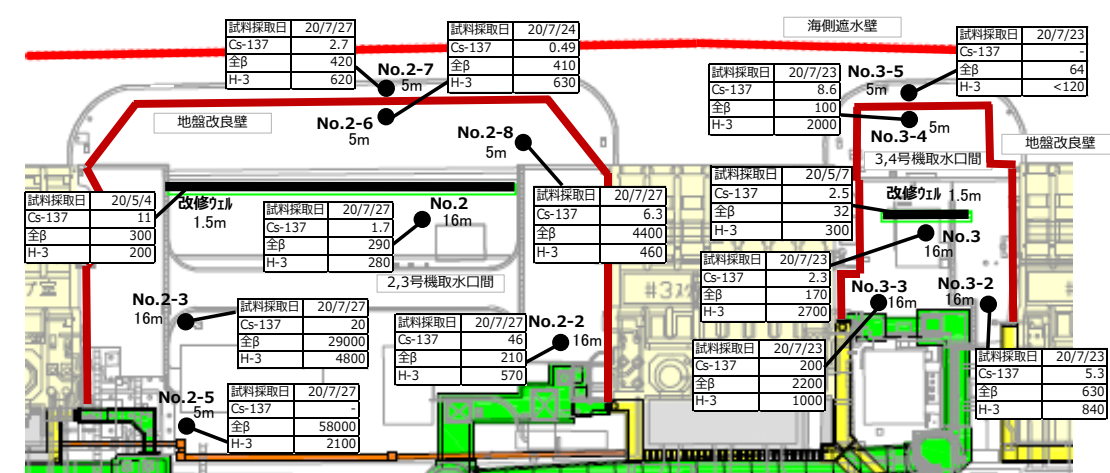 海側遮水壁
試料採取日 20/7/27
Cs-137 2.7
全β 420
H-3 620
試料採取日 20/7/24
Cs-137 0.49
全β 410
H-3 630
試料採取日 20/7/23
Cs-137 -
全β 64
H-3 <120
試料採取日 20/7/23
Cs-137 8.6
全β 100
H-3 2000
No.2-7
5m
No.3-5
5m
地盤改良壁
No.2-6
5m
No.2-8
5m
No.3-4
5m
地盤改良壁
3,4号機取水口間
試料採取日 20/5/4
Cs-137 11
全β 300
H-3 200
改修ウェル
1.5m
試料採取日 20/7/27
Cs-137 1.7
全β 290
H-3 280
No.2
16m
試料採取日 20/7/27
Cs-137 6.3
全β 4400
H-3 460
試料採取日 20/5/7
Cs-137 2.5
全β 32
H-3 300
改修ウェル 1.5m
No.3
16m
2,3号機取水口間
試料採取日 20/7/23
Cs-137 2.3
全β 170
H-3 2700
No.2-3
16m
試料採取日 20/7/27
Cs-137 20
全β 29000
H-3 4800
試料採取日 20/7/27
Cs-137 46
全β 210
H-3 570
No.2-2
16m
No.3-3
16m
No.3-2
16m
試料採取日 20/7/23
Cs-137 200
全β 2200
H-3 1000
試料採取日 20/7/23
Cs-137 5.3
全β 630
H-3 840
No.2-5
5m
試料採取日 20/7/27
Cs-137 -
全β 58000
H-3 2100